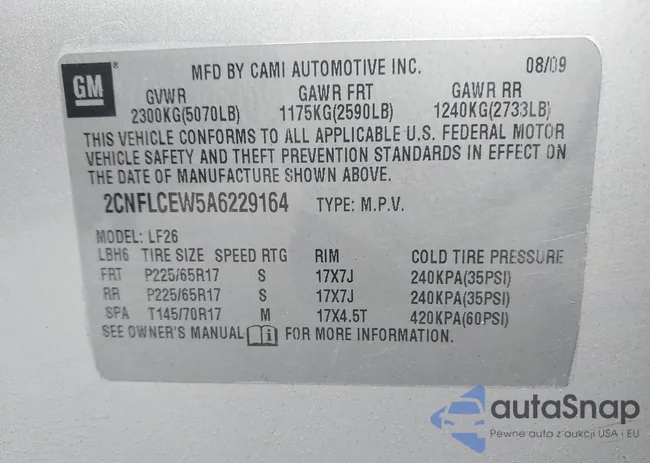 GM
MFD BY CAMI AUTOMOTIVE INC. 08/09
GVWR GAWR FRT GAWR RR
2300KG(5070LB) 1175KG(2590LB) 1240KG(2733LB)
THIS VEHICLE CONFORMS TO ALL APPLICABLE U.S. FEDERAL MOTOR
VEHICLE SAFETY AND THEFT PREVENTION STANDARDS IN EFFECT ON
THE DATE OF MANUFACTURE SHOWN ABOVE.
2CNFLCEW5A6229164 TYPE: M.P.V.
MODEL: LF26
LBH6 TIRE SIZE SPEED RTG RIM COLD TIRE PRESSURE
FRT P225/65R17 S 17X7J 240KPA(35PSI)
RR P225/65R17 S 17X7J 240KPA(35PSI)
SPA T145/70R17 M 17X4.5T 420KPA(60PSI)
SEE OWNER'S MANUAL FOR MORE INFORMATION.
autaSnap
Pewne auto z aukcji USA i EU